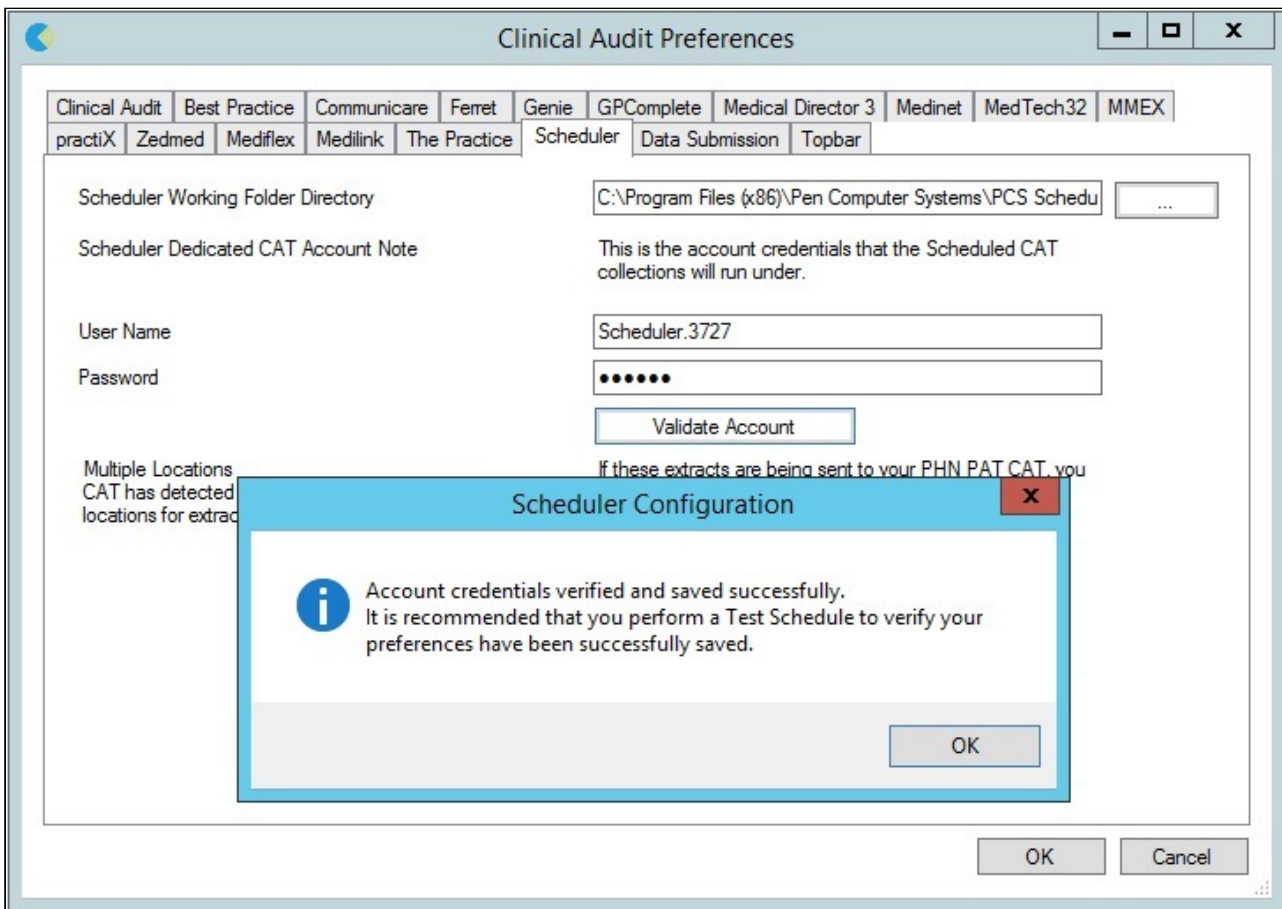 Clinical Audit Preferences
Clinical Audit Best Practice Communicare Ferret Genie GPComplete Medical Director 3 Medinet MedTech32 MMEX
practiX Zedmed Mediflex Medilink The Practice Scheduler Data Submission Topbar
Scheduler Working Folder Directory C:\Program Files (x86)\Pen Computer Systems\PCS Schedu ...
Scheduler Dedicated CAT Account Note This is the account credentials that the Scheduled CAT
collections will run under.
User Name Scheduler.3727
Password ••••••
Validate Account
Multiple Locations If these extracts are being sent to your PHN PAT CAT, you
CAT has detected
locations for extrac
Scheduler Configuration
Account credentials verified and saved successfully.
It is recommended that you perform a Test Schedule to verify your
preferences have been successfully saved.
OK
OK Cancel